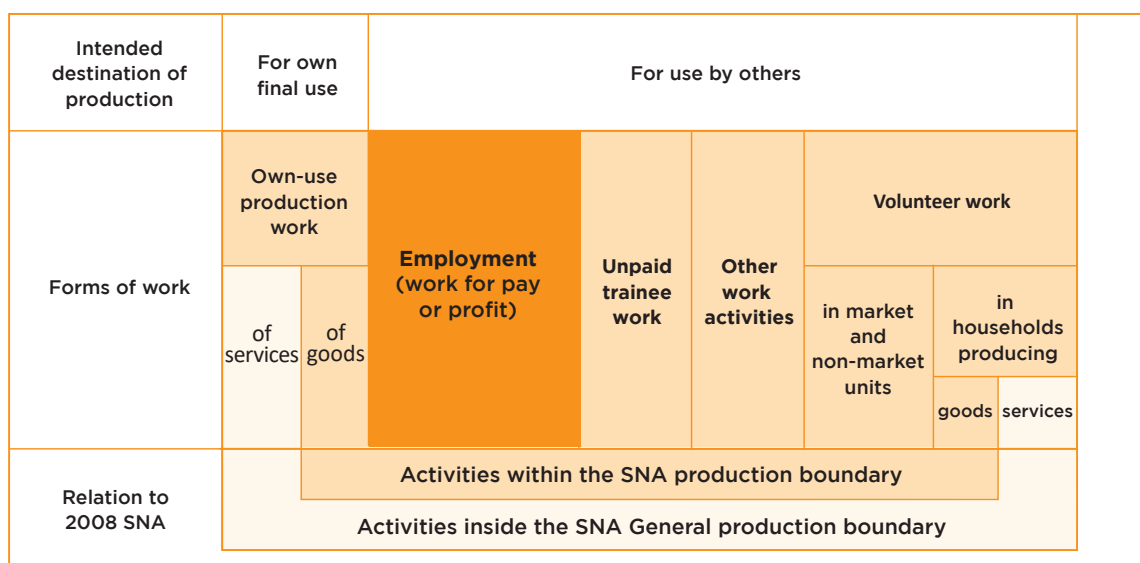 Intended
destination of
production
For own
final use
For use by others
Forms of work
Own-use
production
work
of
services
of
goods
Employment
(work for pay
or profit)
Unpaid
trainee
work
Other
work
activities
Volunteer work
in market
and
non-market
units
in
households
producing
goods
services
Relation to
2008 SNA
Activities within the SNA production boundary
Activities inside the SNA General production boundary